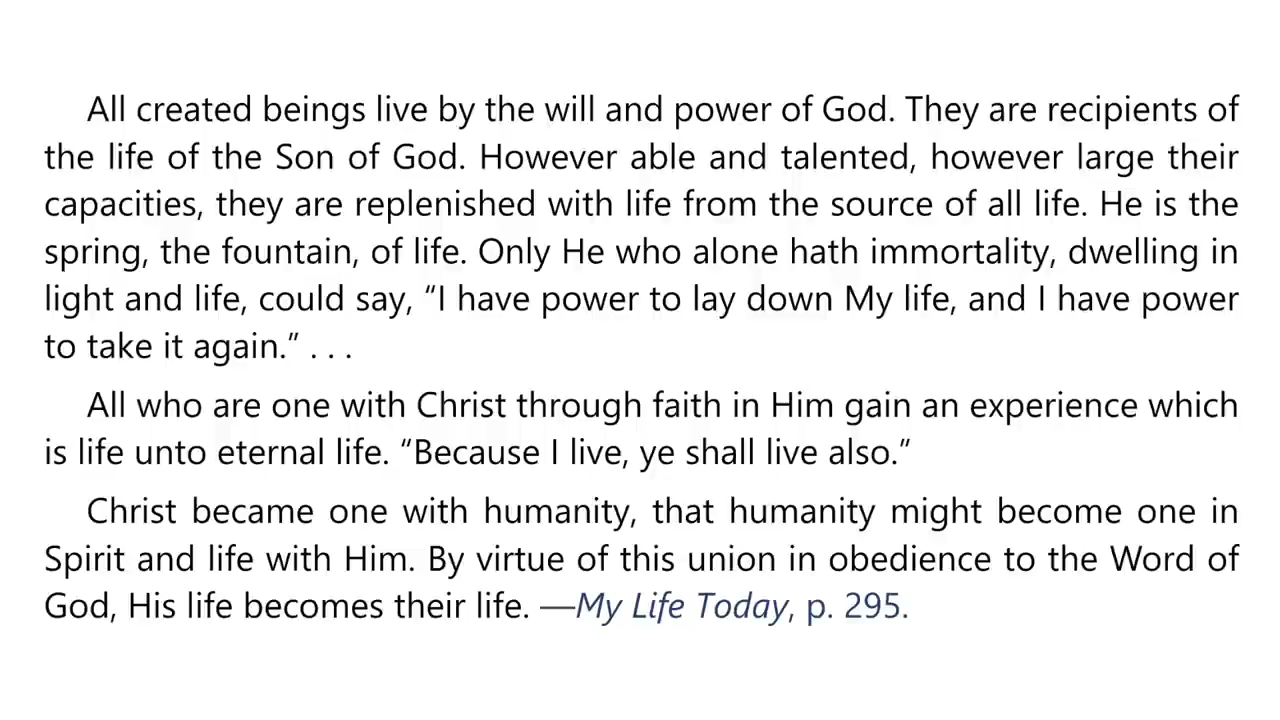 All created beings live by the will and power of God. They are recipients of
the life of the Son of God. However able and talented, however large their
capacities, they are replenished with life from the source of all life. He is the
spring, the fountain, of life. Only He who alone hath immortality, dwelling in
light and life, could say, “I have power to lay down My life, and I have power
to take it again.” . . .
All who are one with Christ through faith in Him gain an experience which
is life unto eternal life. “Because I live, ye shall live also.”
Christ became one with humanity, that humanity might become one in
Spirit and life with Him. By virtue of this union in obedience to the Word of
God, His life becomes their life. —My Life Today, p. 295.